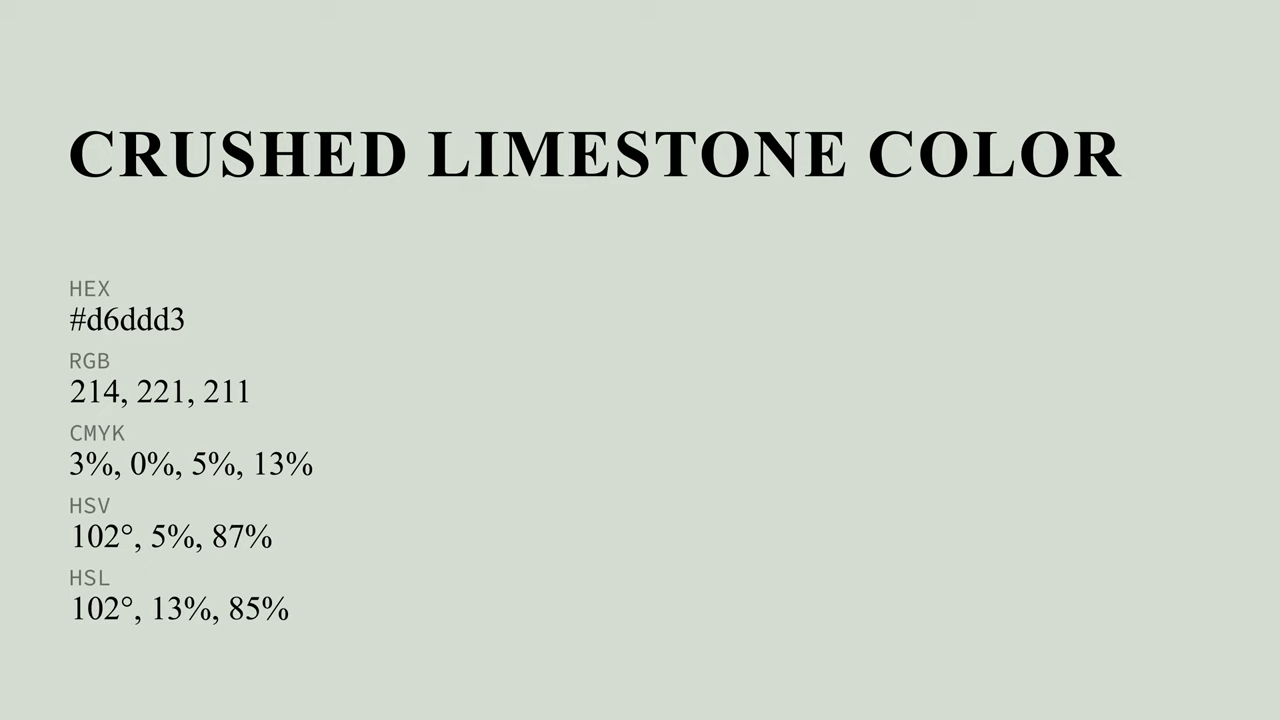 CRUSHED LIMESTONE COLOR
HEX
#d6ddd3
RGB
214, 221, 211
CMYK
3%, 0%, 5%, 13%
HSV
102°, 5%, 87%
HSL
102°, 13%, 85%